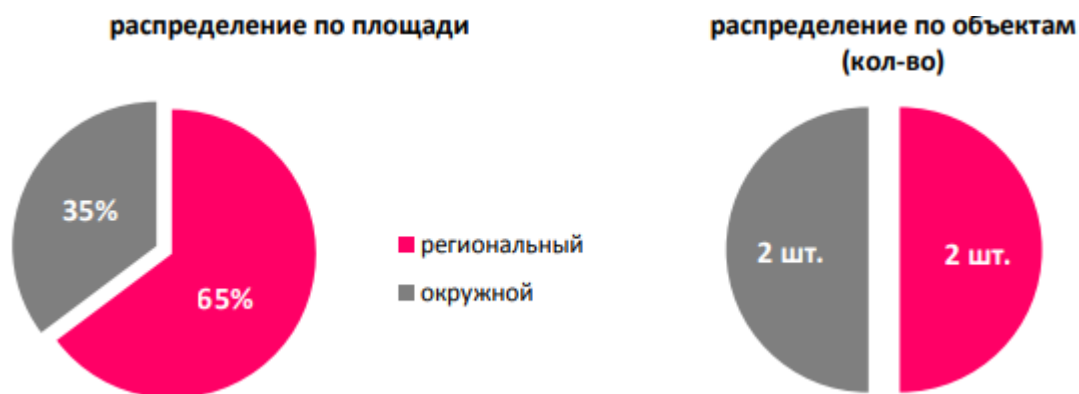 распределение по площади
распределение по объектам
(кол-во)
35%
65%
региональный
окружной
2 шт.
2 шт.